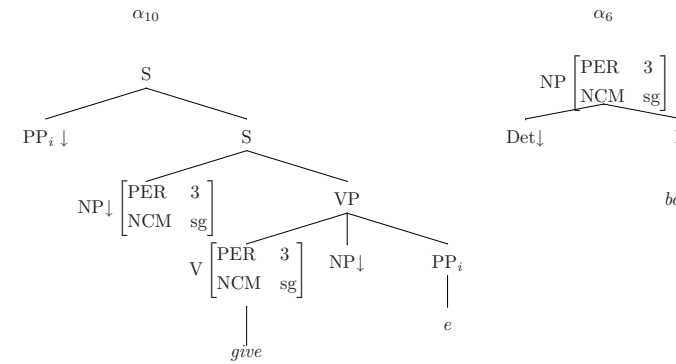 α₁₀
α₆
S
NP [PER 3
NCM sg]
PPᵢ ↓
S
Det↓
NP↓ [PER 3
NCM sg]
VP
V [PER 3
NCM sg]
NP↓
PPᵢ
e
give